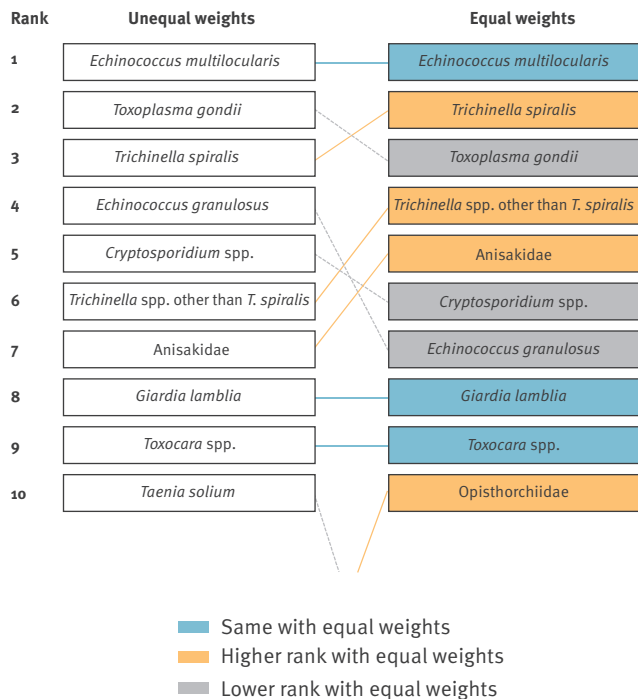 Rank Unequal weights Equal weights
1 Echinococcus multilocularis Echinococcus multilocularis
2 Toxoplasma gondii Trichinella spiralis
3 Trichinella spiralis Toxoplasma gondii
4 Echinococcus granulosus Trichinella spp. other than T. spiralis
5 Cryptosporidium spp. Anisakidae
6 Trichinella spp. other than T. spiralis Cryptosporidium spp.
7 Anisakidae Echinococcus granulosus
8 Giardia lamblia Giardia lamblia
9 Toxocara spp. Toxocara spp.
10 Taenia solium Opisthorchiidae
Same with equal weights
Higher rank with equal weights
Lower rank with equal weights